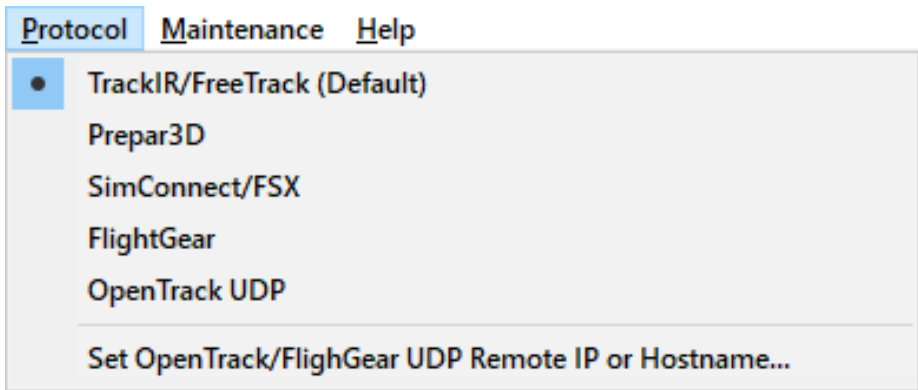 Protocol Maintenance Help
TrackIR/FreeTrack (Default)
Prepar3D
SimConnect/FSX
FlightGear
OpenTrack UDP
Set OpenTrack/FlighGear UDP Remote IP or Hostname...